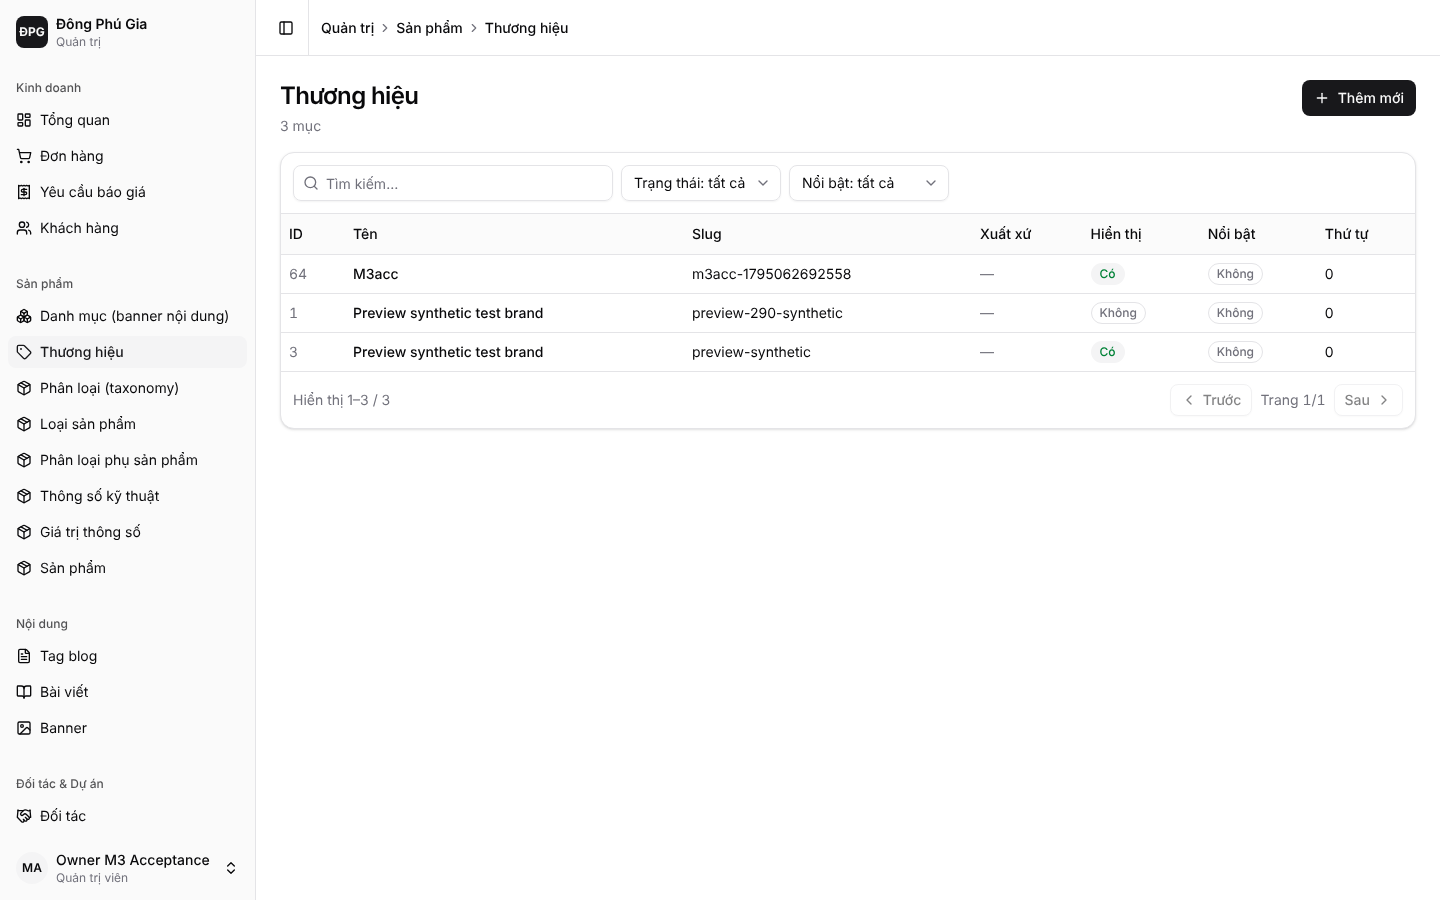 ĐPG
Đông Phú Gia
Quản trị
Kinh doanh
Tổng quan
Đơn hàng
Yêu cầu báo giá
Khách hàng
Sản phẩm
Danh mục (banner nội dung)
Thương hiệu
Phân loại (taxonomy)
Loại sản phẩm
Phân loại phụ sản phẩm
Thông số kỹ thuật
Giá trị thông số
Sản phẩm
Nội dung
Tag blog
Bài viết
Banner
Đối tác & Dự án
Đối tác
MA
Owner M3 Acceptance
Quản trị viên
Quản trị > Sản phẩm > Thương hiệu
Thương hiệu
3 mục
Thêm mới
Tìm kiếm... Trạng thái: tất cả Nổi bật: tất cả
ID Tên Slug Xuất xứ Hiển thị Nổi bật Thứ tự
64 M3acc m3acc-1795062692558 — Có Không 0
1 Preview synthetic test brand preview-290-synthetic — Không Không 0
3 Preview synthetic test brand preview-synthetic — Có Không 0
Hiển thị 1–3 / 3 Trước Trang 1/1 Sau